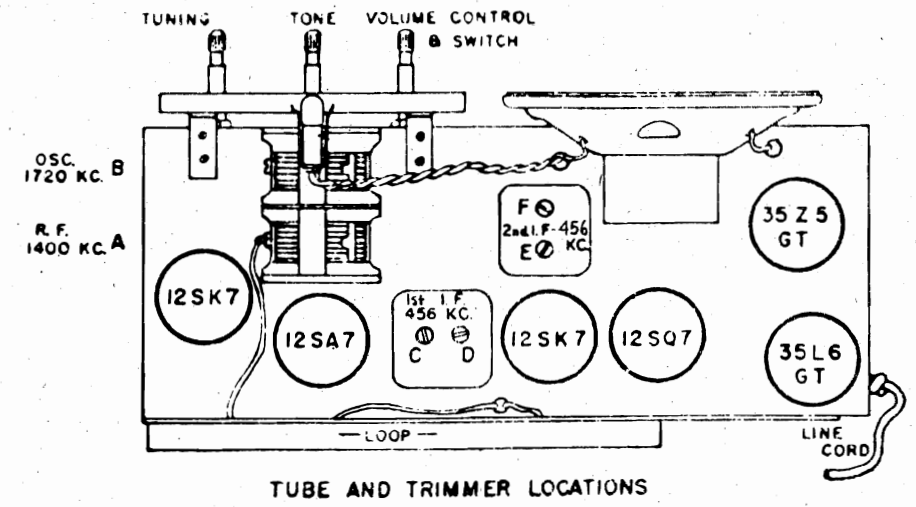 TUNING TONE VOLUME CONTROL
& SWITCH
OSC. B
1720 KC.
R.F. A
1400 KC.
F
2nd I.F.-456
KC.
E
35Z5
GT
12SK7
12SA7
1st I.F.
456 KC.
C D
12SK7
12SQ7
35L6
GT
—LOOP—
LINE
CORD
TUBE AND TRIMMER LOCATIONS